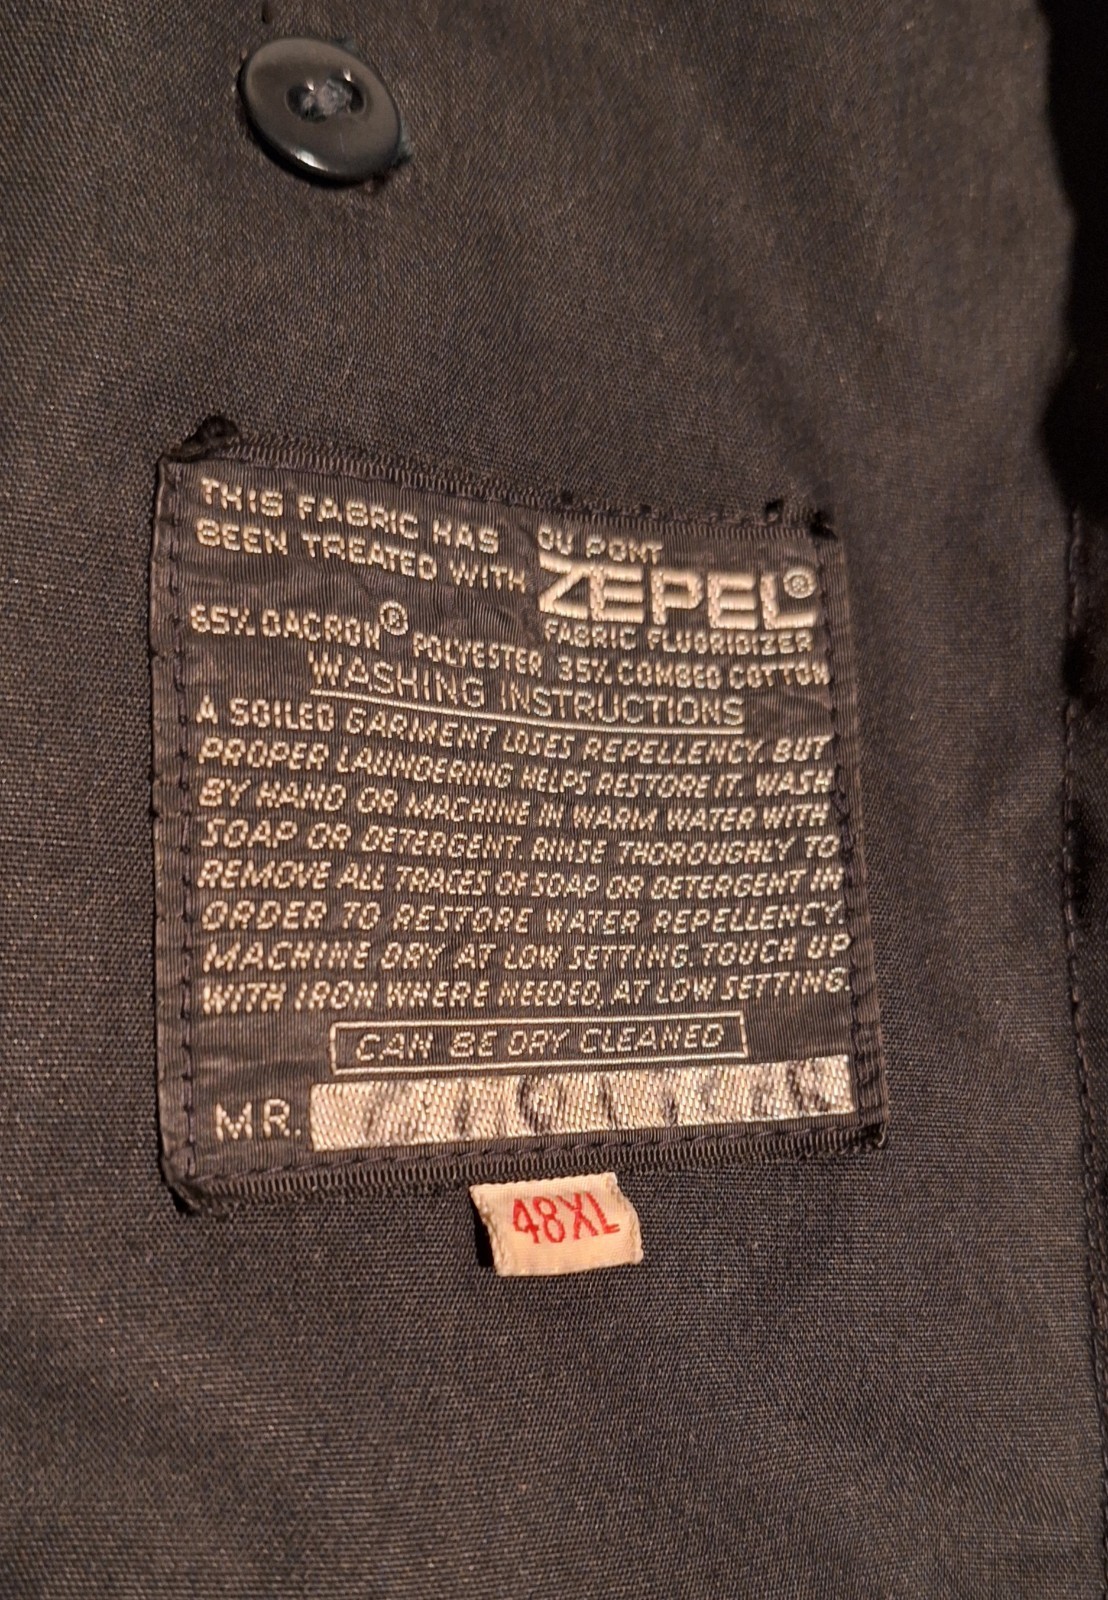 THIS FABRIC HAS
BEEN TREATED WITH
DU PONT
ZEPEL®
FABRIC FLUORIDIZER
65% DACRON® POLYESTER 35% COMBED COTTON
WASHING INSTRUCTIONS
A SOILED GARMENT LOSES REPELLENCY. BUT
PROPER LAUNDERING HELPS RESTORE IT. WASH
BY HAND OR MACHINE IN WARM WATER WITH
SOAP OR DETERGENT. RINSE THOROUGHLY TO
REMOVE ALL TRACES OF SOAP OR DETERGENT IN
ORDER TO RESTORE WATER REPELLENCY.
MACHINE DRY AT LOW SETTING. TOUCH UP
WITH IRON WHERE NEEDED, AT LOW SETTING.
CAN BE DRY CLEANED
MR.
48XL